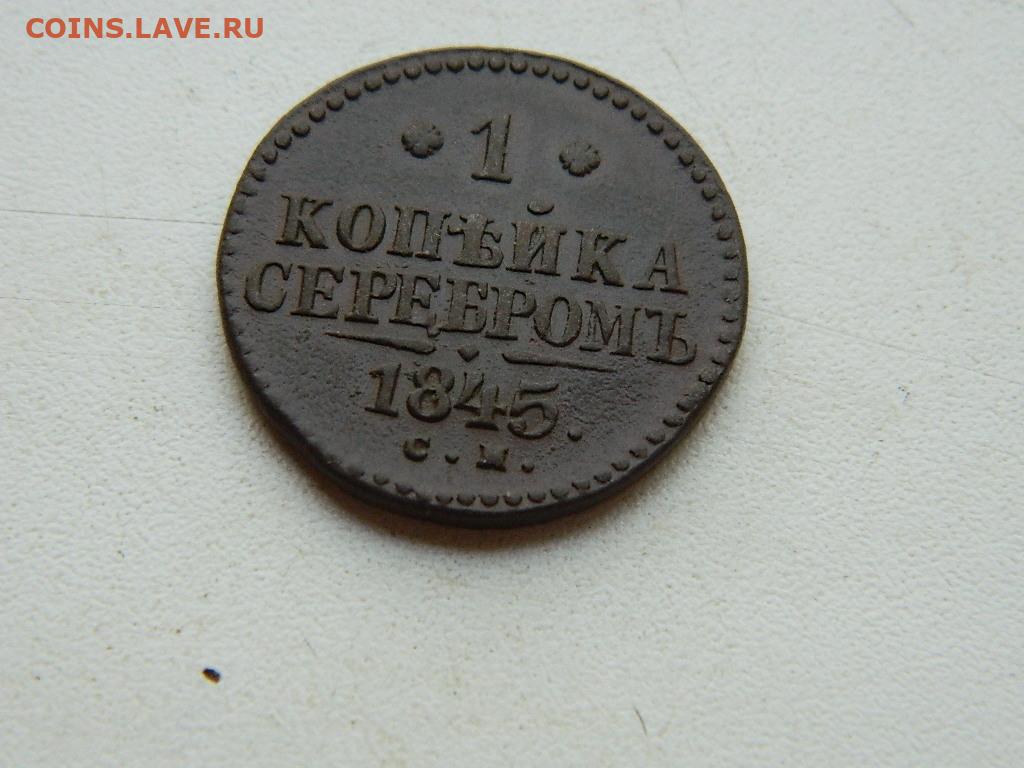 COINS.LAVE.RU
1
КОПѢЙКА
СЕРЕБРОМЪ
1845.
С.М.